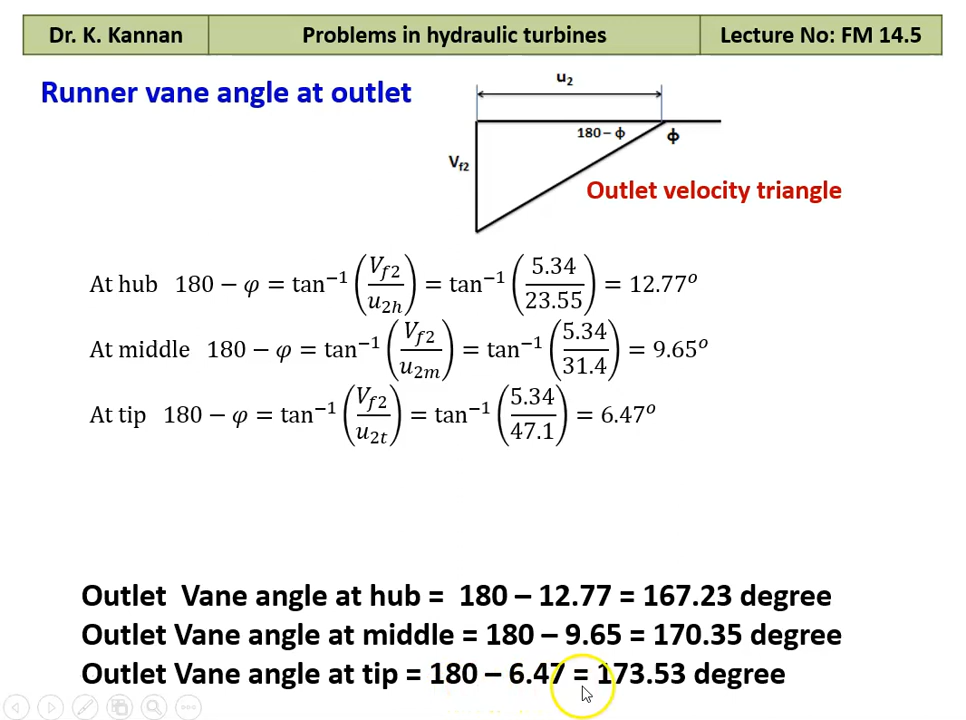 Dr. K. Kannan Problems in hydraulic turbines Lecture No: FM 14.5
Runner vane angle at outlet
u2
180 – ϕ ϕ
Vf2
Outlet velocity triangle
At hub 180 − φ = tan⁻¹ (Vf2 / u2h) = tan⁻¹ (5.34 / 23.55) = 12.77°
At middle 180 − φ = tan⁻¹ (Vf2 / u2m) = tan⁻¹ (5.34 / 31.4) = 9.65°
At tip 180 − φ = tan⁻¹ (Vf2 / u2t) = tan⁻¹ (5.34 / 47.1) = 6.47°
Outlet Vane angle at hub = 180 – 12.77 = 167.23 degree
Outlet Vane angle at middle = 180 – 9.65 = 170.35 degree
Outlet Vane angle at tip = 180 – 6.47 = 173.53 degree